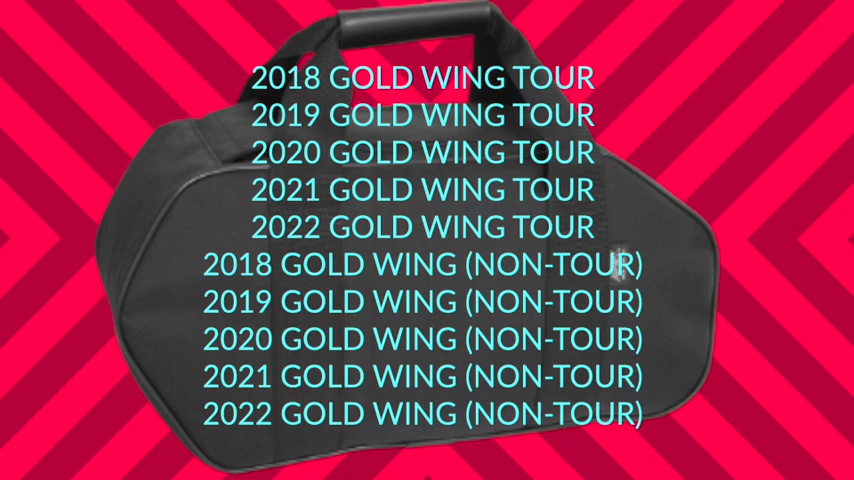 2018 GOLD WING TOUR
2019 GOLD WING TOUR
2020 GOLD WING TOUR
2021 GOLD WING TOUR
2022 GOLD WING TOUR
2018 GOLD WING (NON-TOUR)
2019 GOLD WING (NON-TOUR)
2020 GOLD WING (NON-TOUR)
2021 GOLD WING (NON-TOUR)
2022 GOLD WING (NON-TOUR)